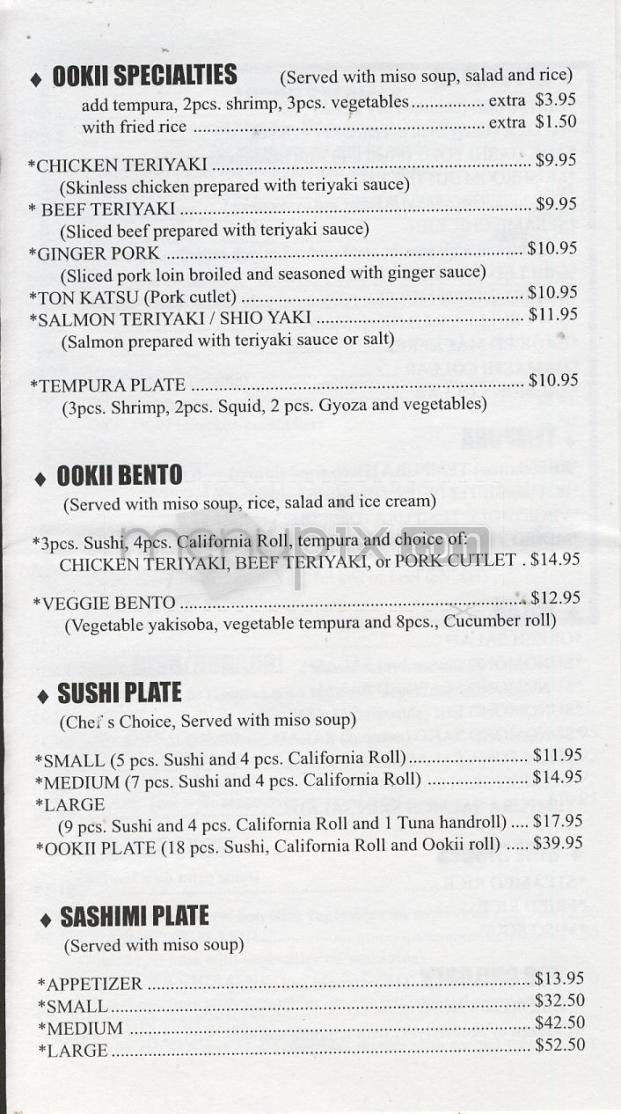 ♦ OOKII SPECIALTIES (Served with miso soup, salad and rice)
add tempura, 2pcs. shrimp, 3pcs. vegetables............... extra $3.95
with fried rice ........................................................ extra $1.50
*CHICKEN TERIYAKI ............................................................. $9.95
(Skinless chicken prepared with teriyaki sauce)
* BEEF TERIYAKI ................................................................... $9.95
(Sliced beef prepared with teriyaki sauce)
*GINGER PORK .................................................................... $10.95
(Sliced pork loin broiled and seasoned with ginger sauce)
*TON KATSU (Pork cutlet) ...................................................... $10.95
*SALMON TERIYAKI / SHIO YAKI ........................................ $11.95
(Salmon prepared with teriyaki sauce or salt)
*TEMPURA PLATE ................................................................ $10.95
(3pcs. Shrimp, 2pcs. Squid, 2 pcs. Gyoza and vegetables)
♦ OOKII BENTO
(Served with miso soup, rice, salad and ice cream)
menupix.com
*3pcs. Sushi, 4pcs. California Roll, tempura and choice of:
CHICKEN TERIYAKI, BEEF TERIYAKI, or PORK CUTLET . $14.95
*VEGGIE BENTO ................................................................... $12.95
(Vegetable yakisoba, vegetable tempura and 8pcs., Cucumber roll)
♦ SUSHI PLATE
(Chef's Choice, Served with miso soup)
*SMALL (5 pcs. Sushi and 4 pcs. California Roll)....................... $11.95
*MEDIUM (7 pcs. Sushi and 4 pcs. California Roll) ................... $14.95
*LARGE
(9 pcs. Sushi and 4 pcs. California Roll and 1 Tuna handroll) .... $17.95
*OOKII PLATE (18 pcs. Sushi, California Roll and Ookii roll) ..... $39.95
♦ SASHIMI PLATE
(Served with miso soup)
*APPETIZER ......................................................................... $13.95
*SMALL................................................................................ $32.50
*MEDIUM ............................................................................ $42.50
*LARGE ................................................................................ $52.50